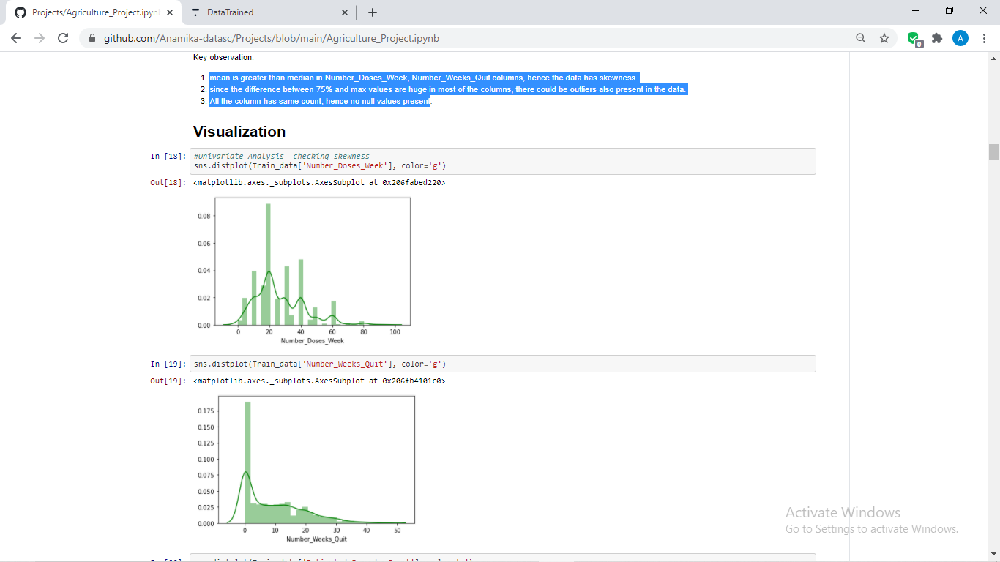 Projects/Agriculture_Project.ipyn
DataTrained
github.com/Anamika-datasc/Projects/blob/main/Agriculture_Project.ipynb
0
A
Key observation:
1. mean is greater than median in Number_Doses_Week, Number_Weeks_Quit columns, hence the data has skewness.
2. since the difference between 75% and max values are huge in most of the columns, there could be outliers also present in the data.
3. All the column has same count, hence no null values present.
Visualization
In [18]:
#Univariate Analysis- checking skewness
sns.distplot(Train_data['Number_Doses_Week'], color='g')
Out[18]: <matplotlib.axes._subplots.AxesSubplot at 0x206fabed220>
0.08
0.06
0.04
0.02
0.00
0 20 40 60 80 100
Number_Doses_Week
In [19]: sns.distplot(Train_data['Number_Weeks_Quit'], color='g')
Out[19]: <matplotlib.axes._subplots.AxesSubplot at 0x206fb4101c0>
0.175
0.150
0.125
0.100
0.075
0.050
0.025
0.000
0 10 20 30 40 50
Number_Weeks_Quit
Activate Windows
Go to Settings to activate Windows.